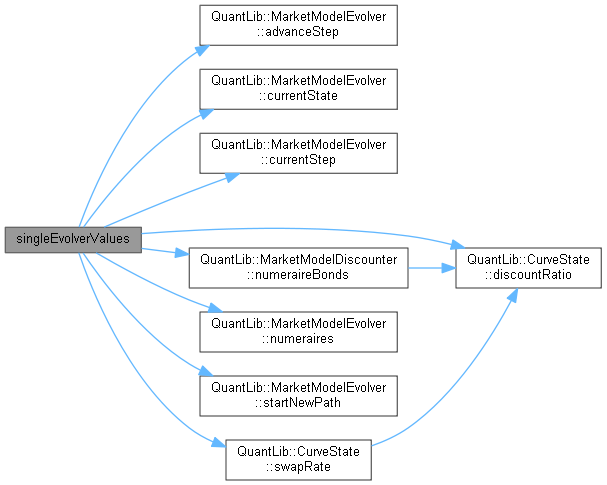 QuantLib::MarketModelEvolver
::advanceStep
QuantLib::MarketModelEvolver
::currentState
QuantLib::MarketModelEvolver
::currentStep
singleEvolverValues
QuantLib::MarketModelDiscounter
::numeraireBonds
QuantLib::CurveState
::discountRatio
QuantLib::MarketModelEvolver
::numeraires
QuantLib::MarketModelEvolver
::startNewPath
QuantLib::CurveState
::swapRate